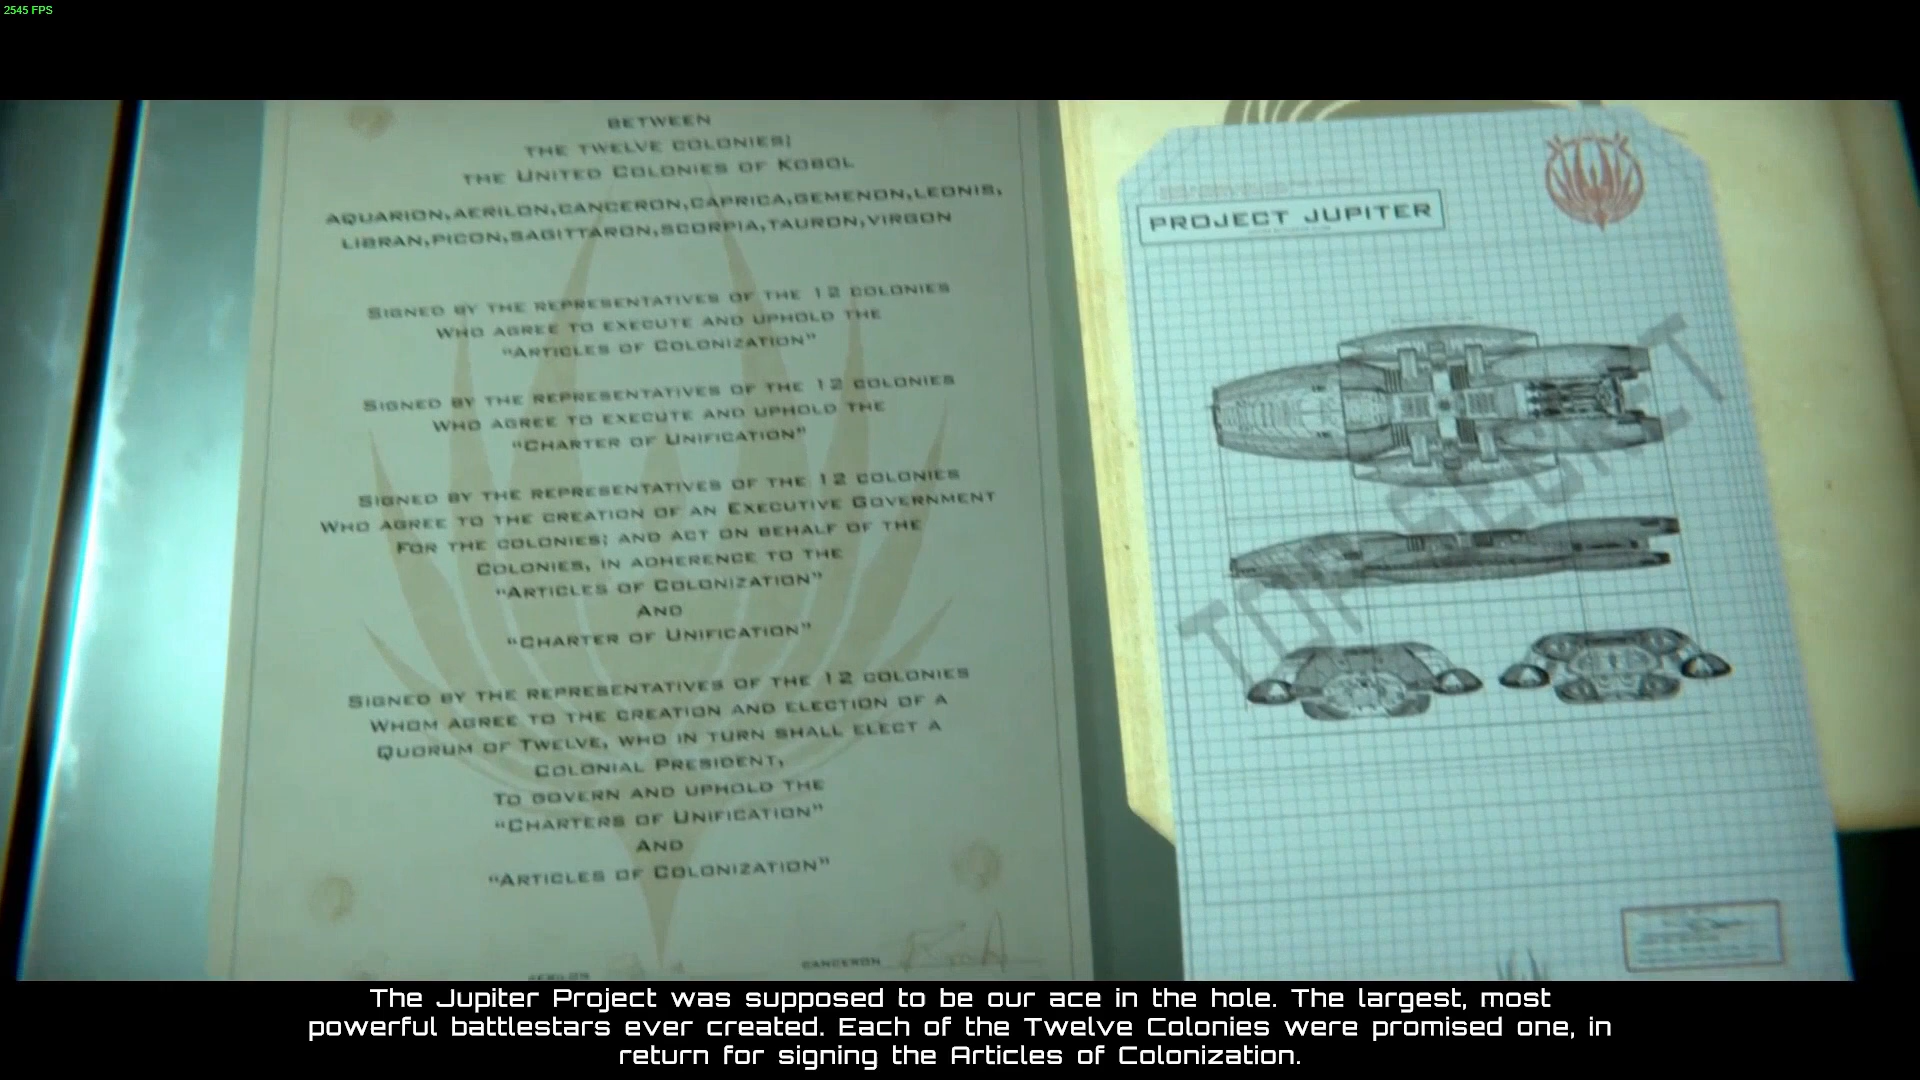 2545 FPS
BETWEEN
THE TWELVE COLONIES;
THE UNITED COLONIES OF KOBOL
AQUARION,AERILON,CANCERON,CAPRICA,GEMENON,LEONIS,
LIBRAN,PICON,SAGITTARON,SCORPIA,TAURON,VIRGON
SIGNED BY THE REPRESENTATIVES OF THE 12 COLONIES
WHO AGREE TO EXECUTE AND UPHOLD THE
"ARTICLES OF COLONIZATION"
SIGNED BY THE REPRESENTATIVES OF THE 12 COLONIES
WHO AGREE TO EXECUTE AND UPHOLD THE
"CHARTER OF UNIFICATION"
SIGNED BY THE REPRESENTATIVES OF THE 12 COLONIES
WHO AGREE TO THE CREATION OF AN EXECUTIVE GOVERNMENT
FOR THE COLONIES; AND ACT ON BEHALF OF THE
COLONIES, IN ADHERENCE TO THE
"ARTICLES OF COLONIZATION"
AND
"CHARTER OF UNIFICATION"
SIGNED BY THE REPRESENTATIVES OF THE 12 COLONIES
WHOM AGREE TO THE CREATION AND ELECTION OF A
QUORUM OF TWELVE, WHO IN TURN SHALL ELECT A
COLONIAL PRESIDENT,
TO GOVERN AND UPHOLD THE
"CHARTERS OF UNIFICATION"
AND
"ARTICLES OF COLONIZATION"
CANCERON
AERILON
PROJECT JUPITER
TOP SECRET
The Jupiter Project was supposed to be our ace in the hole. The largest, most
powerful battlestars ever created. Each of the Twelve Colonies were promised one, in
return for signing the Articles of Colonization.